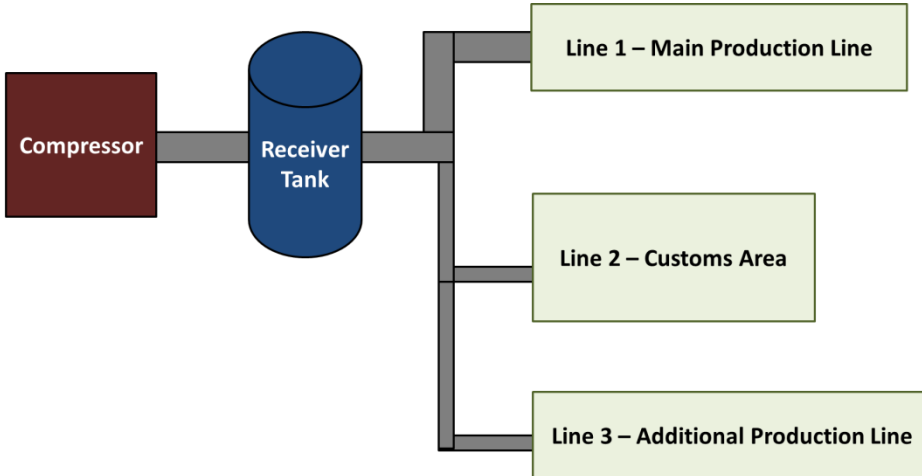 Line 1 – Main Production Line
Compressor
Receiver
Tank
Line 2 – Customs Area
Line 3 – Additional Production Line